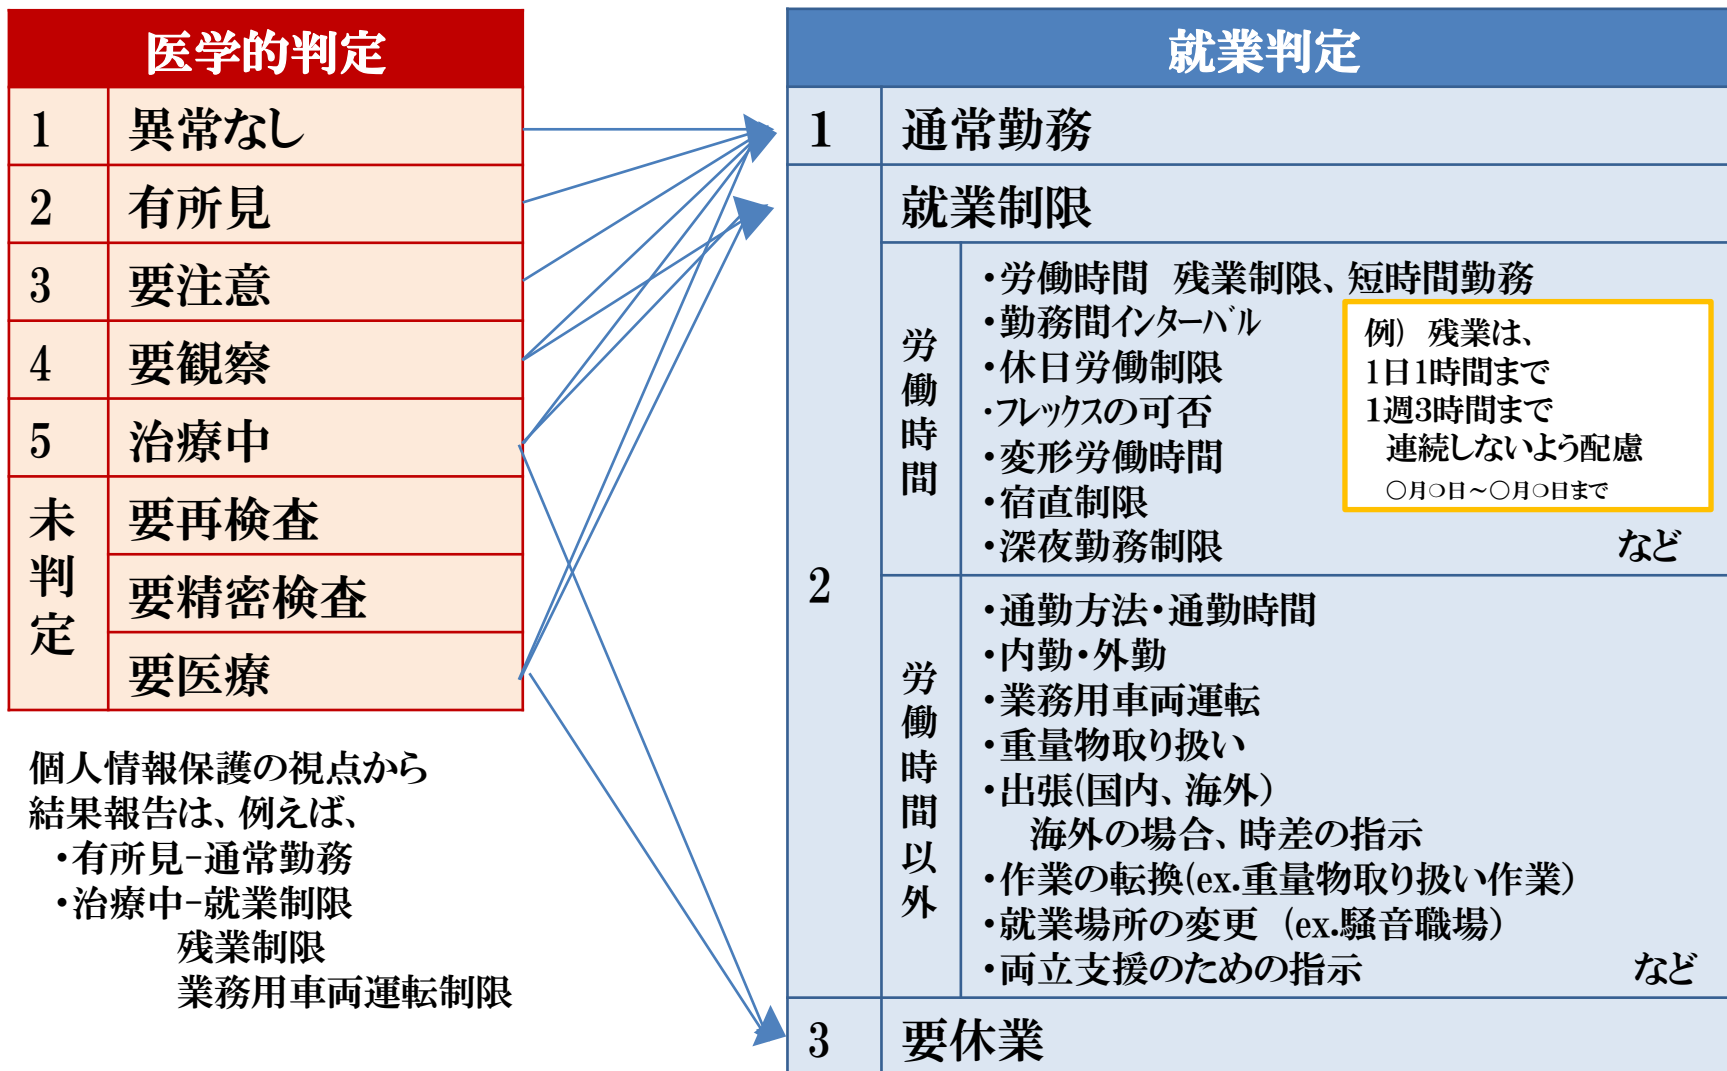 医学的判定
1 異常なし
2 有所見
3 要注意
4 要観察
5 治療中
未判定
要再検査
要精密検査
要医療
個人情報保護の視点から
結果報告は、例えば、
・有所見-通常勤務
・治療中-就業制限
残業制限
業務用車両運転制限
就業判定
1 通常勤務
2 就業制限
労働時間
・労働時間 残業制限、短時間勤務
・勤務間インターバル
・休日労働制限
・フレックスの可否
・変形労働時間
・宿直制限
・深夜勤務制限 など
例） 残業は、
1日1時間まで
1週3時間まで
連続しないよう配慮
○月○日～○月○日まで
労働時間以外
・通勤方法・通勤時間
・内勤・外勤
・業務用車両運転
・重量物取り扱い
・出張(国内、海外）
海外の場合、時差の指示
・作業の転換(ex.重量物取り扱い作業）
・就業場所の変更 (ex.騒音職場）
・両立支援のための指示 など
3 要休業